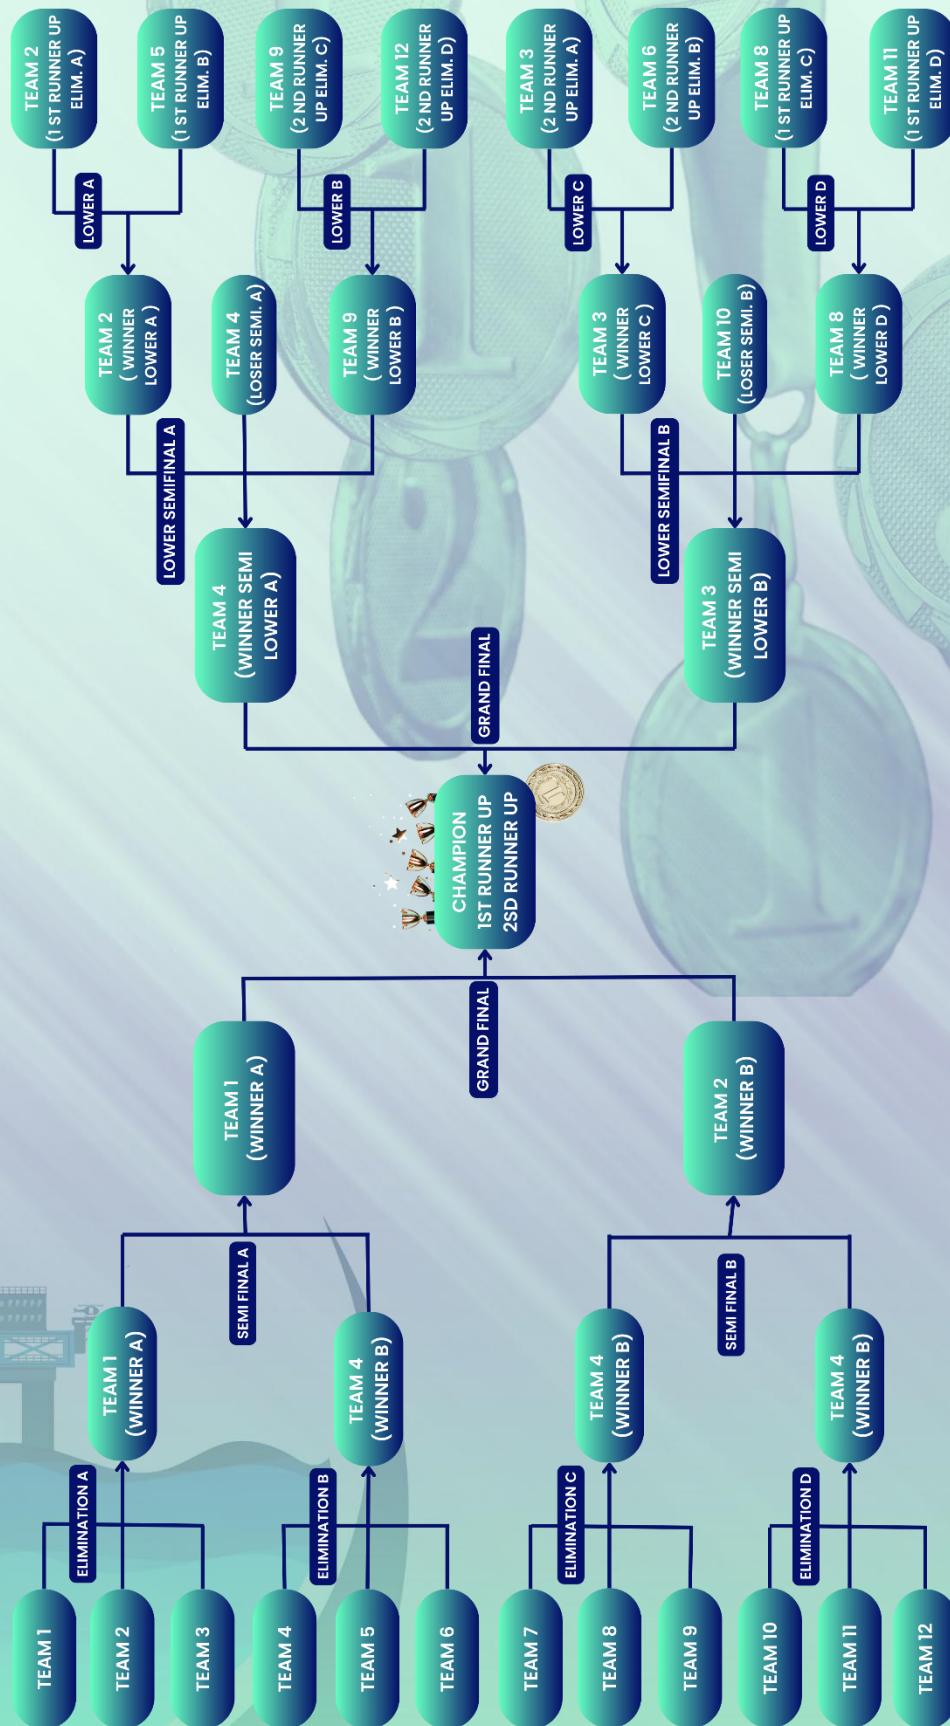 TEAM 1
TEAM 2
TEAM 3
TEAM 4
TEAM 5
TEAM 6
TEAM 7
TEAM 8
TEAM 9
TEAM 10
TEAM 11
TEAM 12
ELIMINATION A
ELIMINATION B
ELIMINATION C
ELIMINATION D
TEAM 1
(WINNER A)
TEAM 4
(WINNER B)
TEAM 4
(WINNER B)
TEAM 4
(WINNER B)
SEMI FINAL A
SEMI FINAL B
TEAM 1
(WINNER A)
TEAM 2
(WINNER B)
GRAND FINAL
CHAMPION
1ST RUNNER UP
2SD RUNNER UP
GRAND FINAL
TEAM 4
(WINNER SEMI
LOWER A)
TEAM 3
(WINNER SEMI
LOWER B)
LOWER SEMIFINAL A
LOWER SEMIFINAL B
TEAM 2
( WINNER
LOWER A )
TEAM 4
(LOSER SEMI. A)
TEAM 9
(WINNER
LOWER B )
TEAM 3
( WINNER
LOWER C )
TEAM 10
(LOSER SEMI. B)
TEAM 8
(WINNER
LOWER D )
LOWER A
LOWER B
LOWER C
LOWER D
TEAM 2
(1 ST RUNNER UP
ELIM. A)
TEAM 5
(1 ST RUNNER UP
ELIM. B)
TEAM 9
(2 ND RUNNER
UP ELIM. C)
TEAM 12
(2 ND RUNNER
UP ELIM. D)
TEAM 3
(2 ND RUNNER
UP ELIM. A)
TEAM 6
(2 ND RUNNER
UP ELIM. B)
TEAM 8
(1 ST RUNNER UP
ELIM. C)
TEAM 11
(1 ST RUNNER UP
ELIM. D)